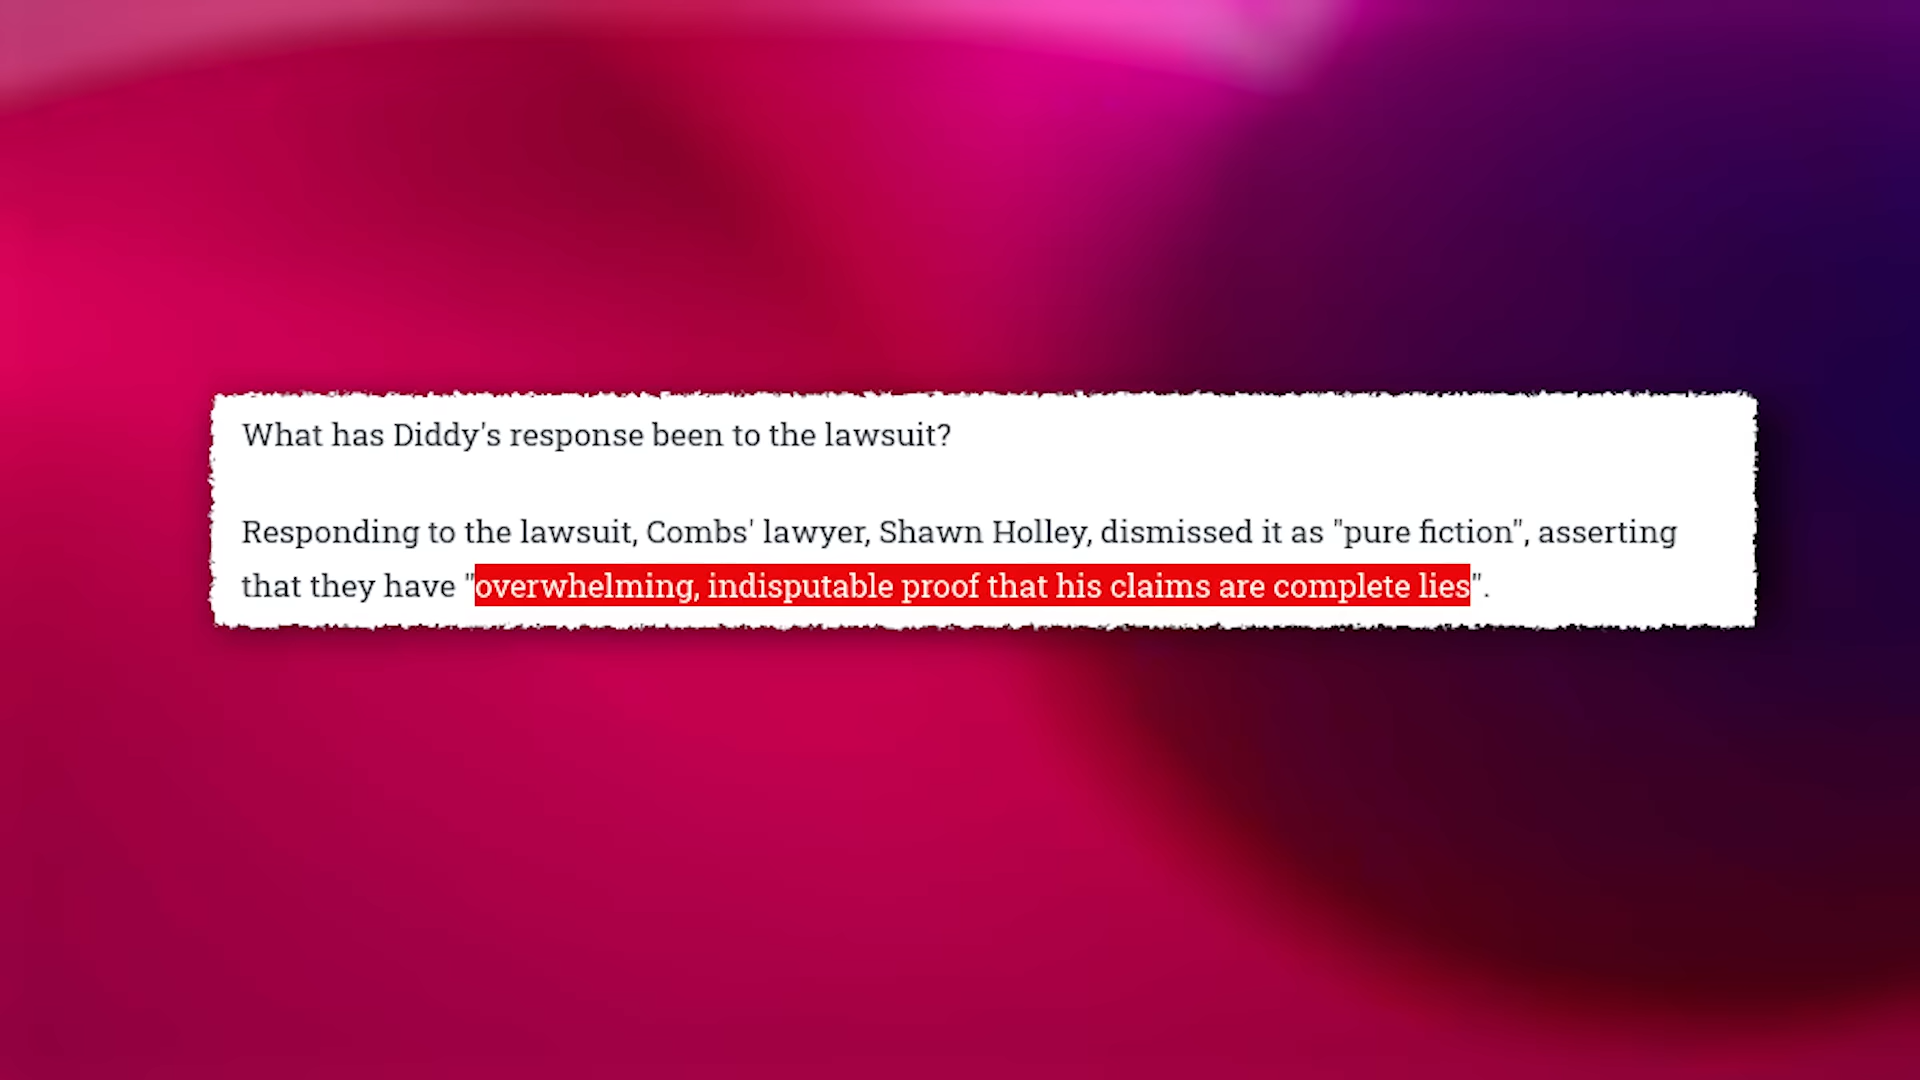 What has Diddy's response been to the lawsuit?
Responding to the lawsuit, Combs' lawyer, Shawn Holley, dismissed it as "pure fiction", asserting
that they have "overwhelming, indisputable proof that his claims are complete lies".